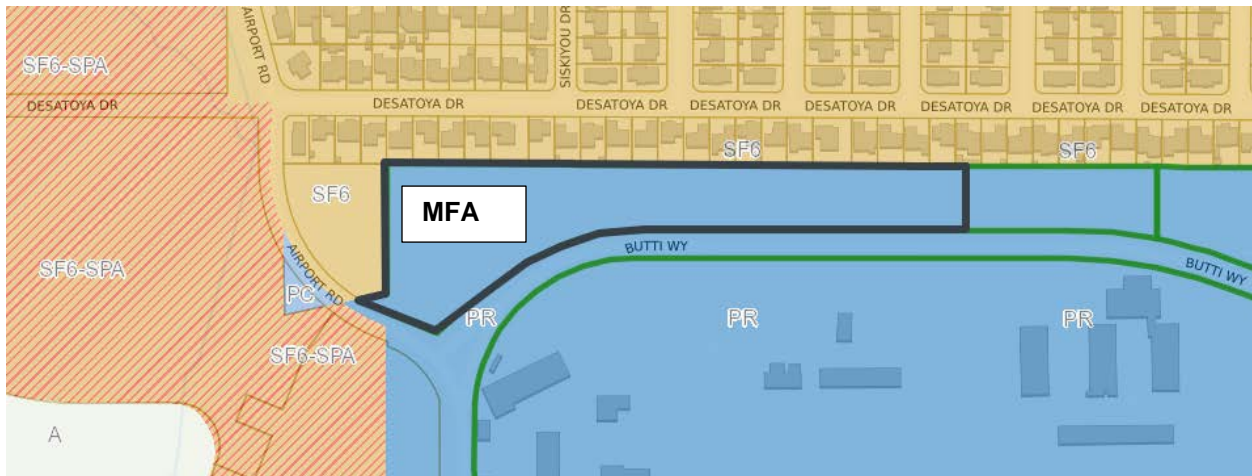 AIRPORT RD
SISKIYOU DR
SF6-SPA
DESATOYA DR
DESATOYA DR
DESATOYA DR
DESATOYA DR
DESATOYA DR
DESATOYA DR
DESATOYA DR
DESATOYA DR
SF6
SF6
SF6
MFA
BUTTI WY
BUTTI WY
SF6-SPA
AIRPORT RD
PC
PR
PR
PR
SF6-SPA
A